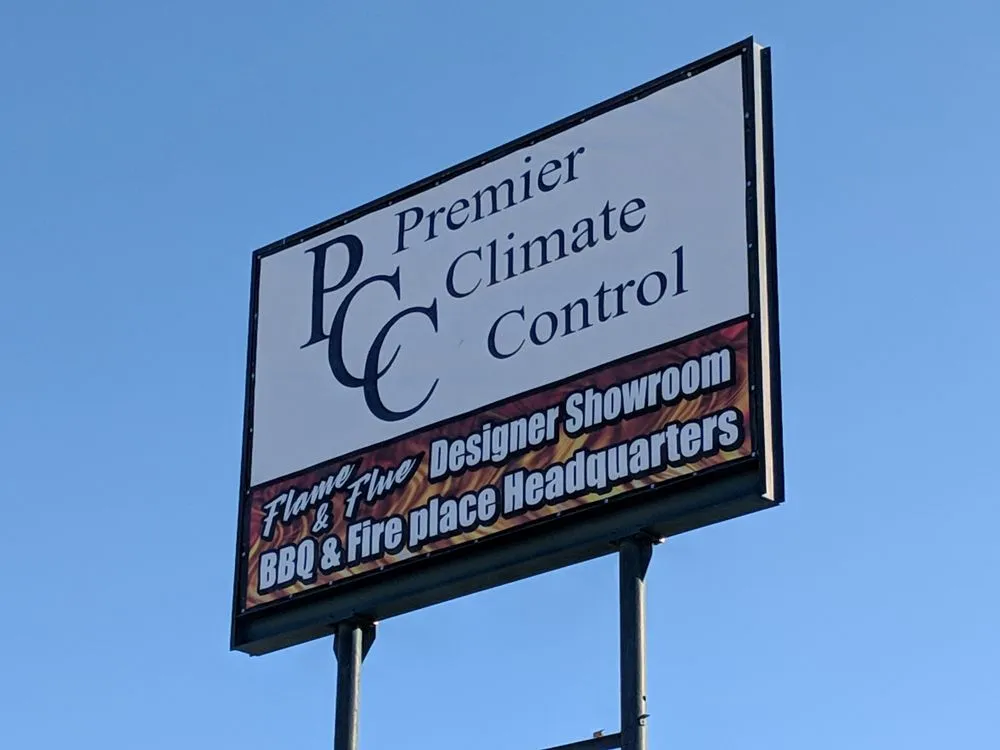 PCC
Premier
Climate
Control
Flame
& Flue
Designer Showroom
BBQ & Fire place Headquarters